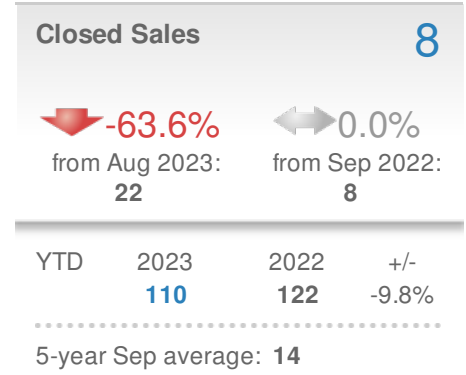 Closed Sales 8
-63.6% 0.0%
from Aug 2023: from Sep 2022:
22 8
YTD 2023 2022 +/-
110 122 -9.8%
5-year Sep average: 14